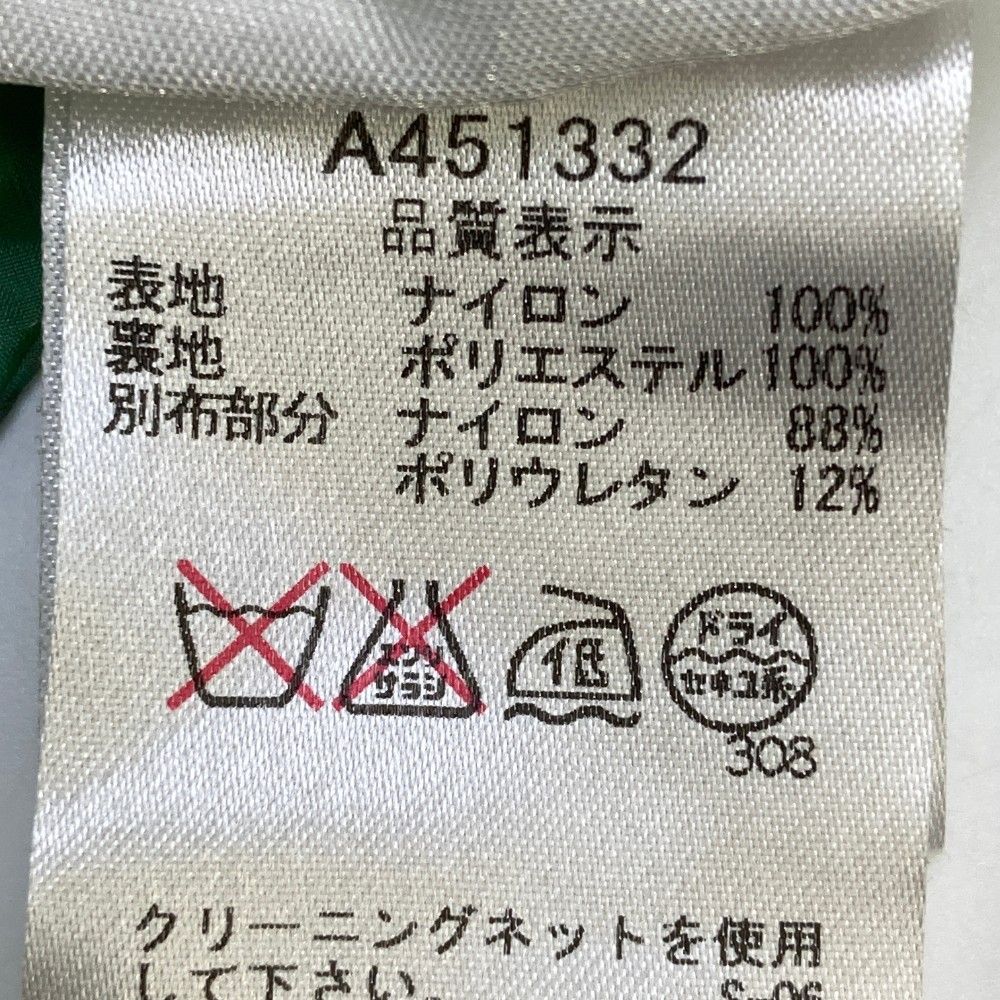 A451332
品質表示
表地 ナイロン 100%
裏地 ポリエステル 100%
別布部分 ナイロン 88%
ポリウレタン 12%
エンソ
サラシ
低
ドライ
セキユ系
308
クリーニングネットを使用
して下さい。 S-06